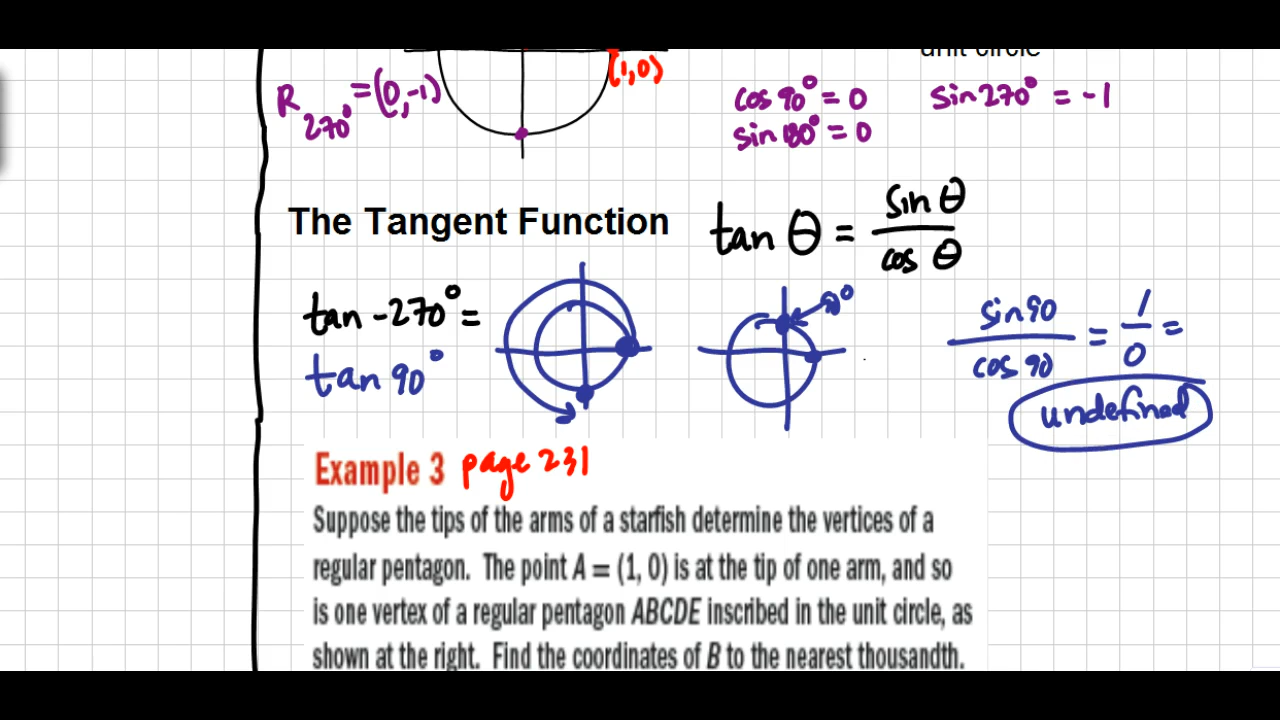 unit circle
(1,0)
R270° = (0,-1)
cos 90° = 0
sin 270° = -1
sin 180° = 0
The Tangent Function
tan θ = sin θ / cos θ
tan -270° =
tan 90°
90°
sin 90 / cos 90 = 1/0 =
undefined
Example 3 page 231
Suppose the tips of the arms of a starfish determine the vertices of a
regular pentagon. The point A = (1, 0) is at the tip of one arm, and so
is one vertex of a regular pentagon ABCDE inscribed in the unit circle, as
shown at the right. Find the coordinates of B to the nearest thousandth.